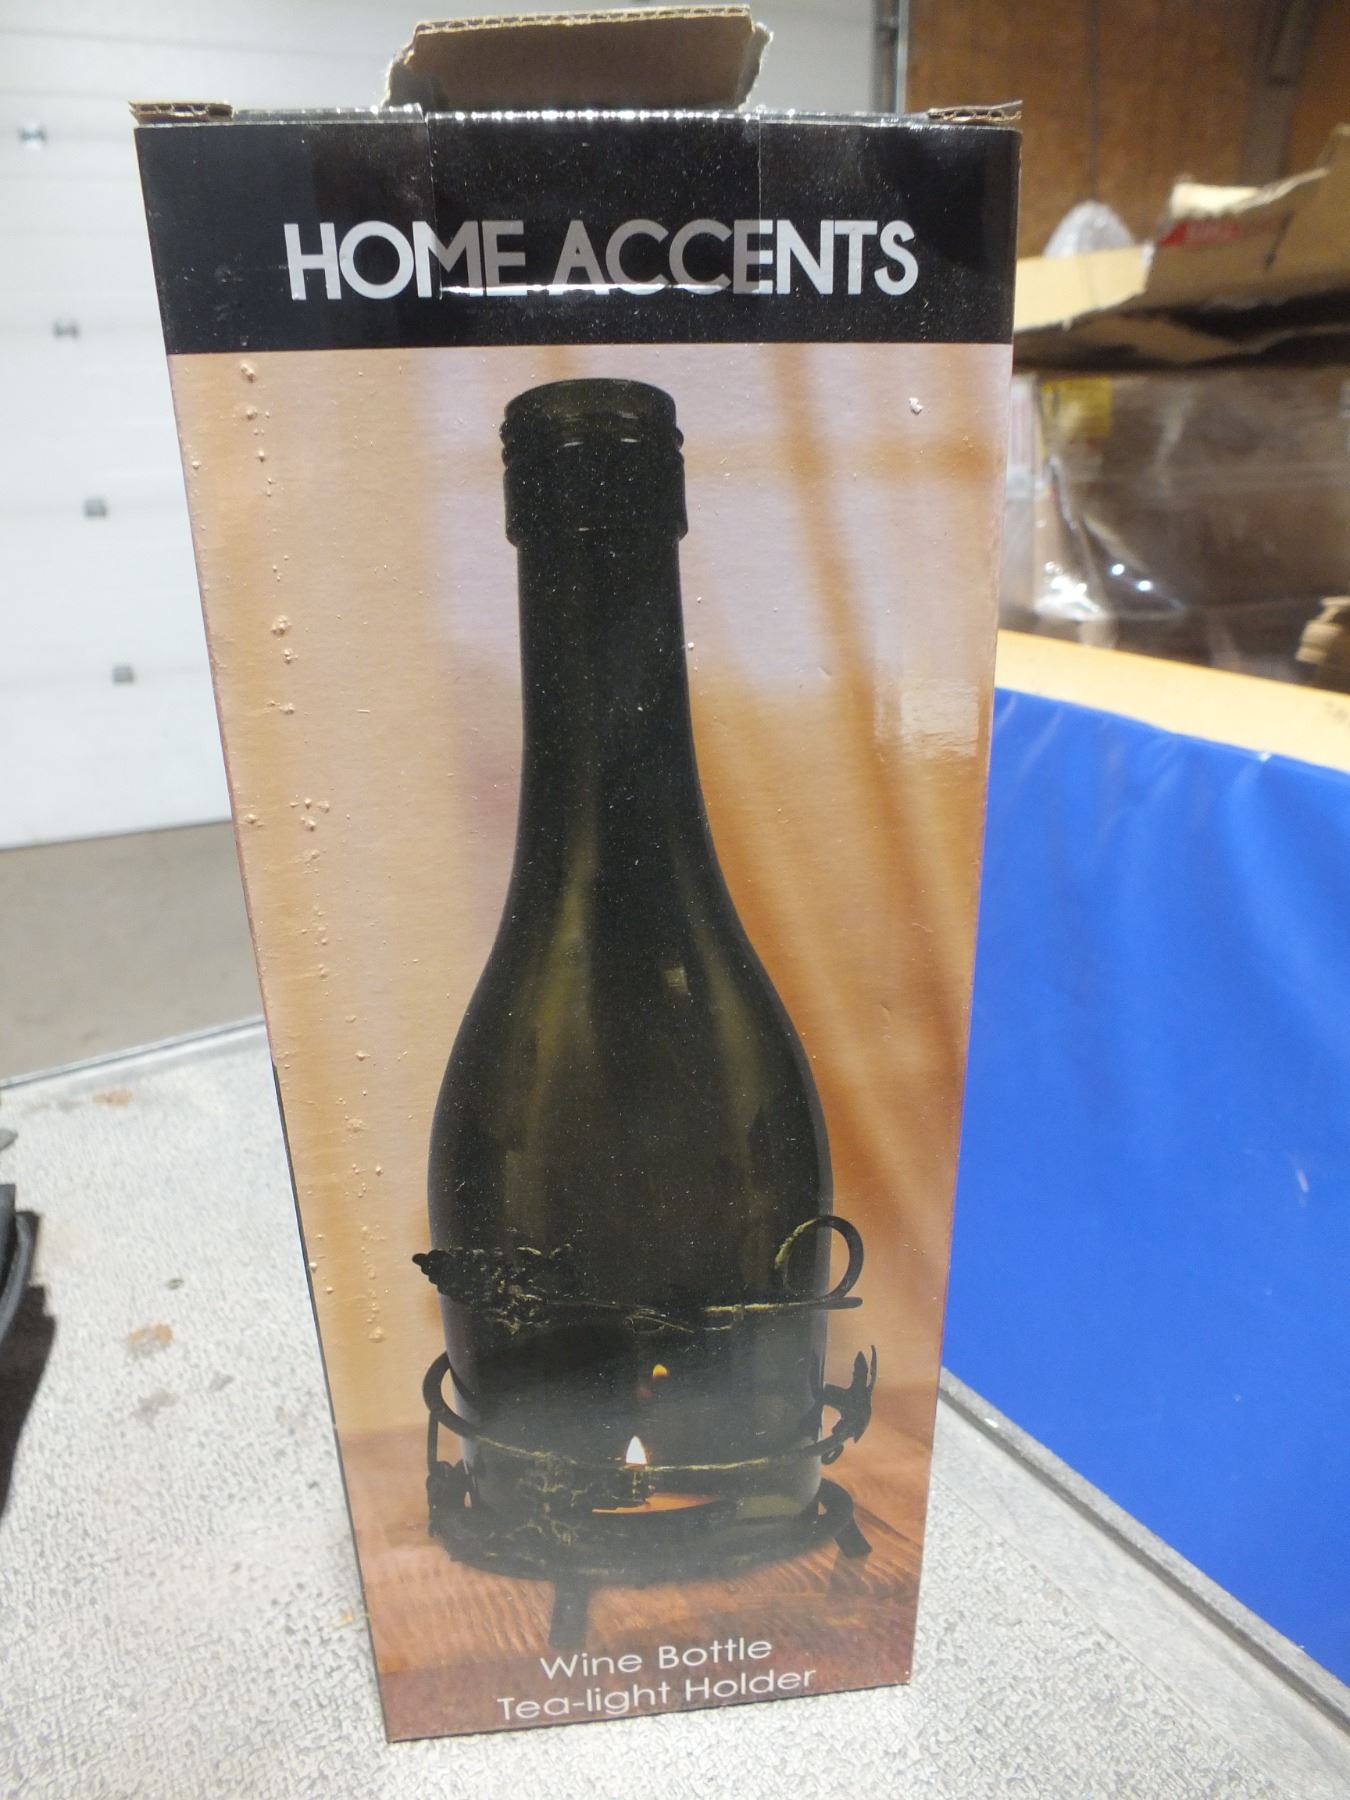 HOME ACCENTS
Wine Bottle
Tea-light Holder